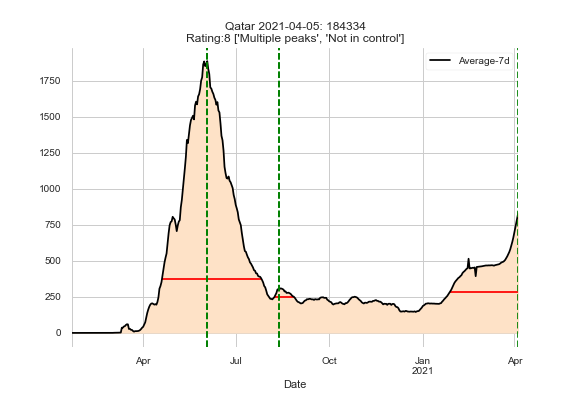 Qatar 2021-04-05: 184334
Rating:8 ['Multiple peaks', 'Not in control']
Average-7d
1750
1500
1250
1000
750
500
250
0
Apr
Jul
Oct
Jan
2021
Apr
Date